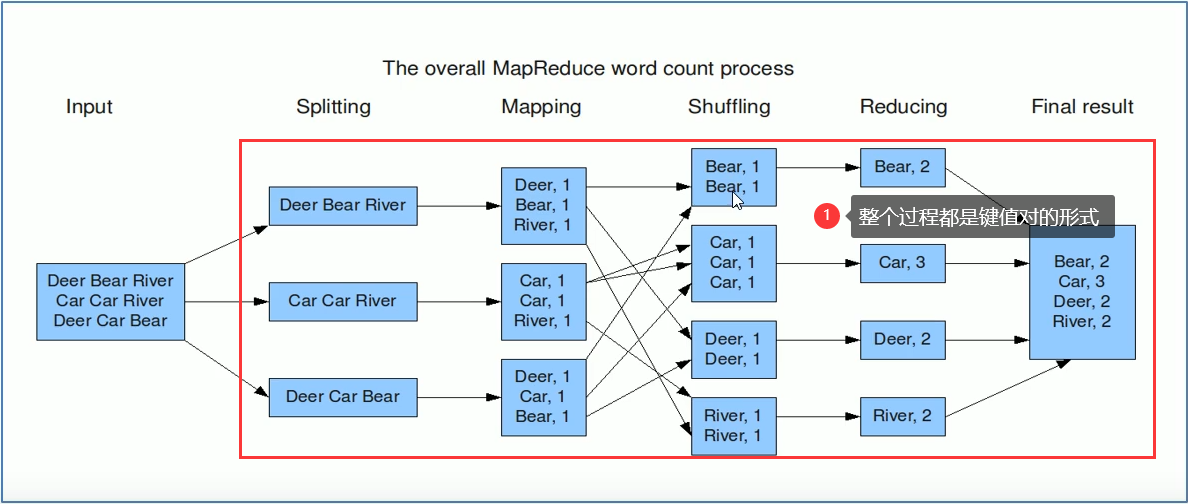 The overall MapReduce word count process
Input
Splitting
Mapping
Shuffling
Reducing
Final result
Deer Bear River
Car Car River
Deer Car Bear
Deer Bear River
Car Car River
Deer Car Bear
Deer, 1
Bear, 1
River, 1
Car, 1
Car, 1
River, 1
Deer, 1
Car, 1
Bear, 1
Bear, 1
Bear, 1
Car, 1
Car, 1
Car, 1
Deer, 1
Deer, 1
River, 1
River, 1
Bear, 2
Car, 3
Deer, 2
River, 2
1 整个过程都是键值对的形式
Bear, 2
Car, 3
Deer, 2
River, 2